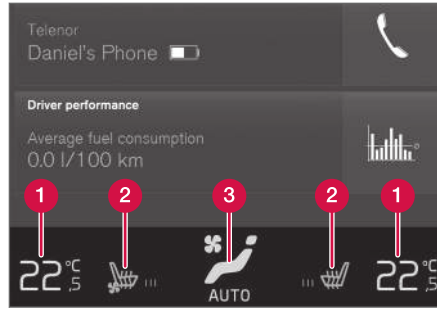 Telenor
Daniel's Phone
Driver performance
Average fuel consumption
0.0 l/100 km
1 2 3 2 1
22°C,5 22°C,5
AUTO